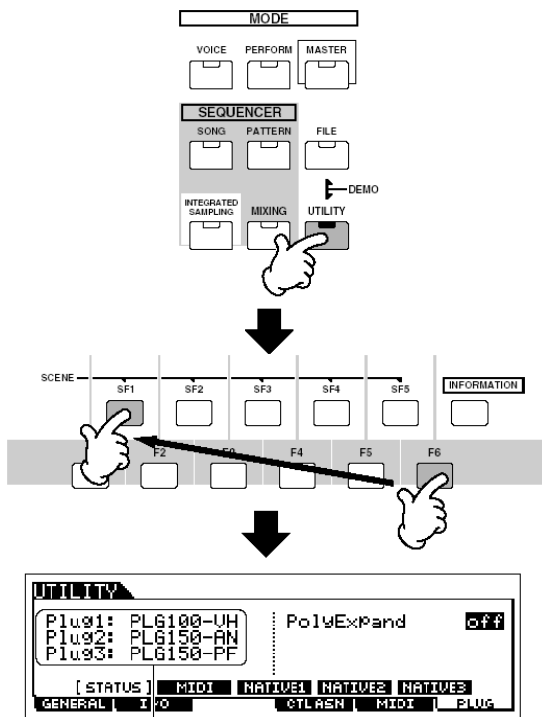 MODE
VOICE PERFORM MASTER
SEQUENCER
SONG PATTERN FILE
DEMO
INTEGRATED
SAMPLING MIXING UTILITY
SCENE
SF1 SF2 SF3 SF4 SF5 INFORMATION
F2 F4 F5 F6
UTILITY
Plug1: PLG100-VH PolyExpand off
Plug2: PLG150-AN
Plug3: PLG150-PF
[ STATUS ] MIDI NATIVE1 NATIVE2 NATIVE3
GENERAL CTLASN MIDI PLUG